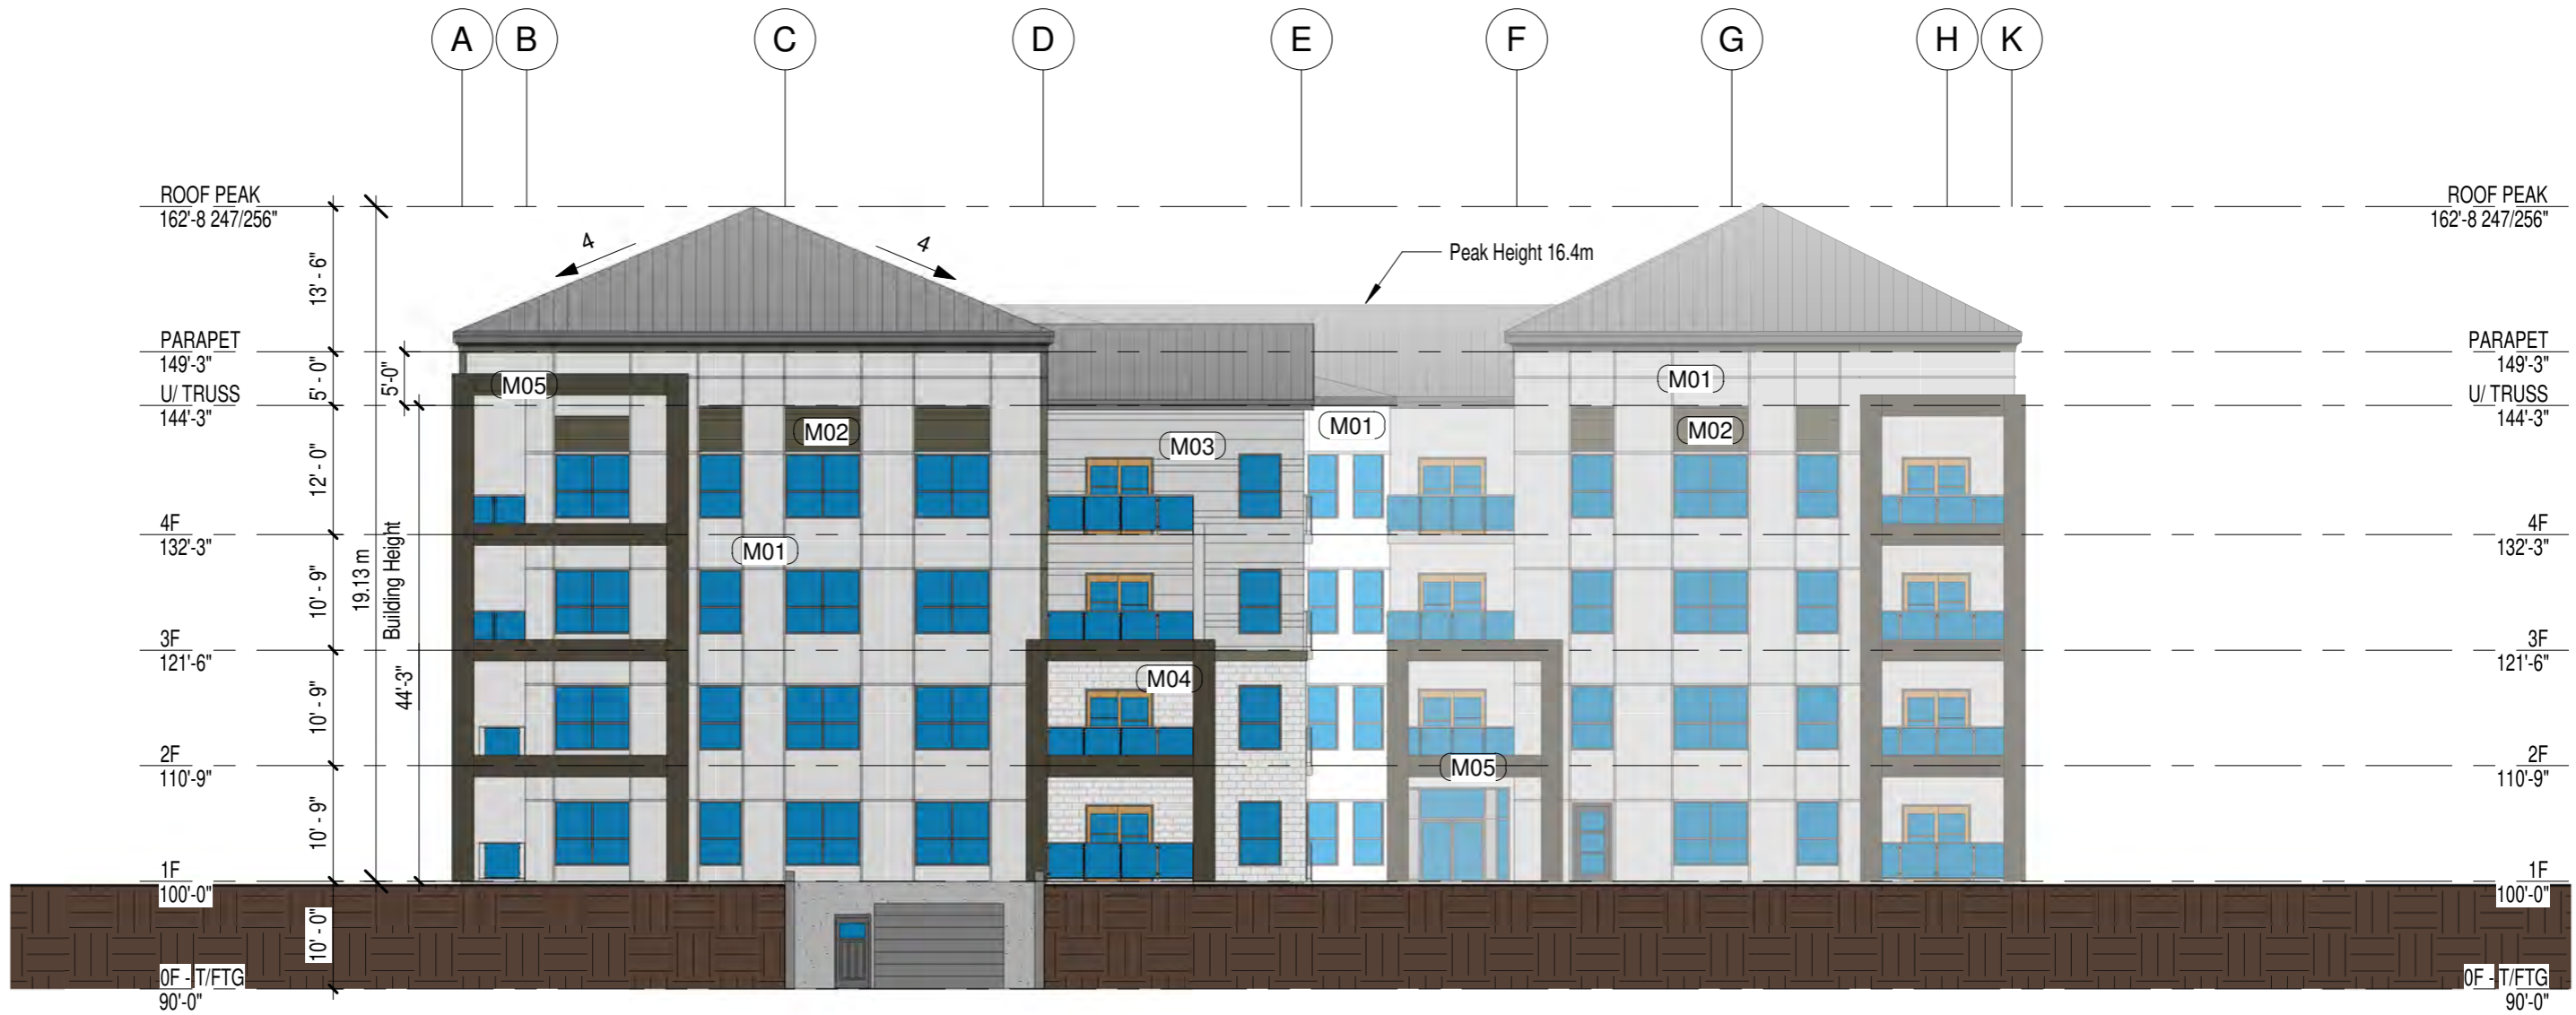 A B C D E F G H K
ROOF PEAK
162'-8 247/256"
ROOF PEAK
162'-8 247/256"
4
4
Peak Height 16.4m
13' - 6"
PARAPET
149'-3"
PARAPET
149'-3"
5' - 0"
5'-0"
U/ TRUSS
144'-3"
U/ TRUSS
144'-3"
M05
M01
M02
M03
M01
M02
12' - 0"
4F
132'-3"
4F
132'-3"
M01
10' - 9"
19.13 m
Building Height
3F
121'-6"
3F
121'-6"
M04
10' - 9"
44'-3"
2F
110'-9"
2F
110'-9"
M05
10' - 9"
1F
100'-0"
1F
100'-0"
10' - 0"
0F - T/FTG
90'-0"
0F - T/FTG
90'-0"